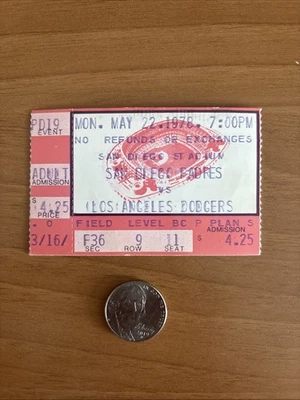 PD19 MON. MAY 22,1978, 7:00PM
EVENT NO REFUNDS OR EXCHANGES
SAN DIEGO STADIUM
ADULT SAN DIEGO PADRES
ADMISSION VS
4.25 LOS ANGELES DODGERS
PRICE
0 FIELD LEVEL BC P PLAN S
ADMISSION
3/16/ F36 9 11 $ 4.25
SEC ROW SEAT